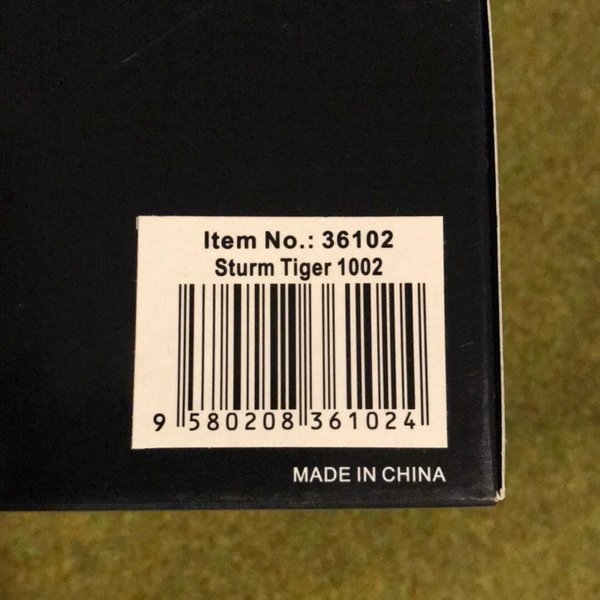 Item No.: 36102
Sturm Tiger 1002
9 580208 361024
MADE IN CHINA